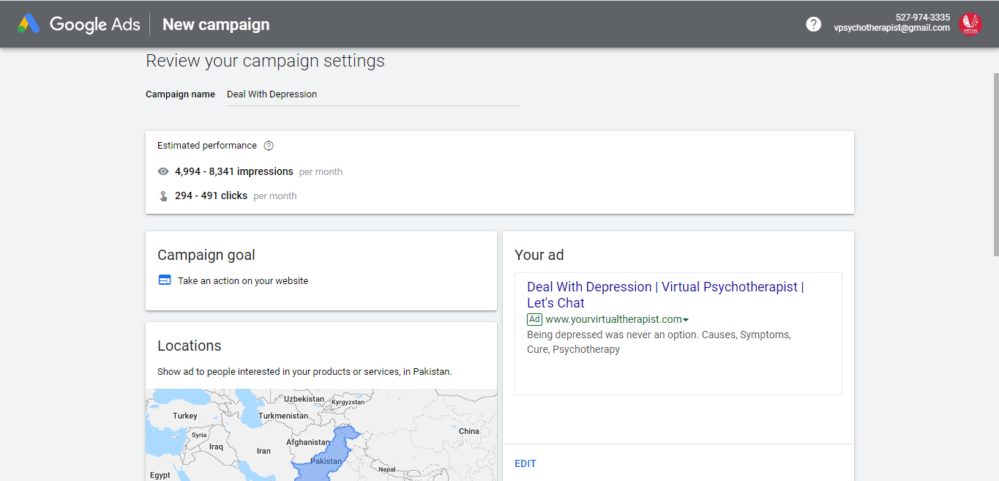 Google Ads New campaign
?
527-974-3335
vpsychotherapist@gmail.com
VIRTUAL
Review your campaign settings
Campaign name Deal With Depression
Estimated performance ?
4,994 - 8,341 impressions per month
294 - 491 clicks per month
Campaign goal
Take an action on your website
Locations
Show ad to people interested in your products or services, in Pakistan.
Uzbekistan
Kyrgyzstan
Turkey
Turkmenistan
Syria
China
Iraq
Afghanistan
Iran
Pakistan
Nepal
Egypt
Your ad
Deal With Depression | Virtual Psychotherapist |
Let's Chat
Ad www.yourvirtualtherapist.com
Being depressed was never an option. Causes, Symptoms,
Cure, Psychotherapy
EDIT